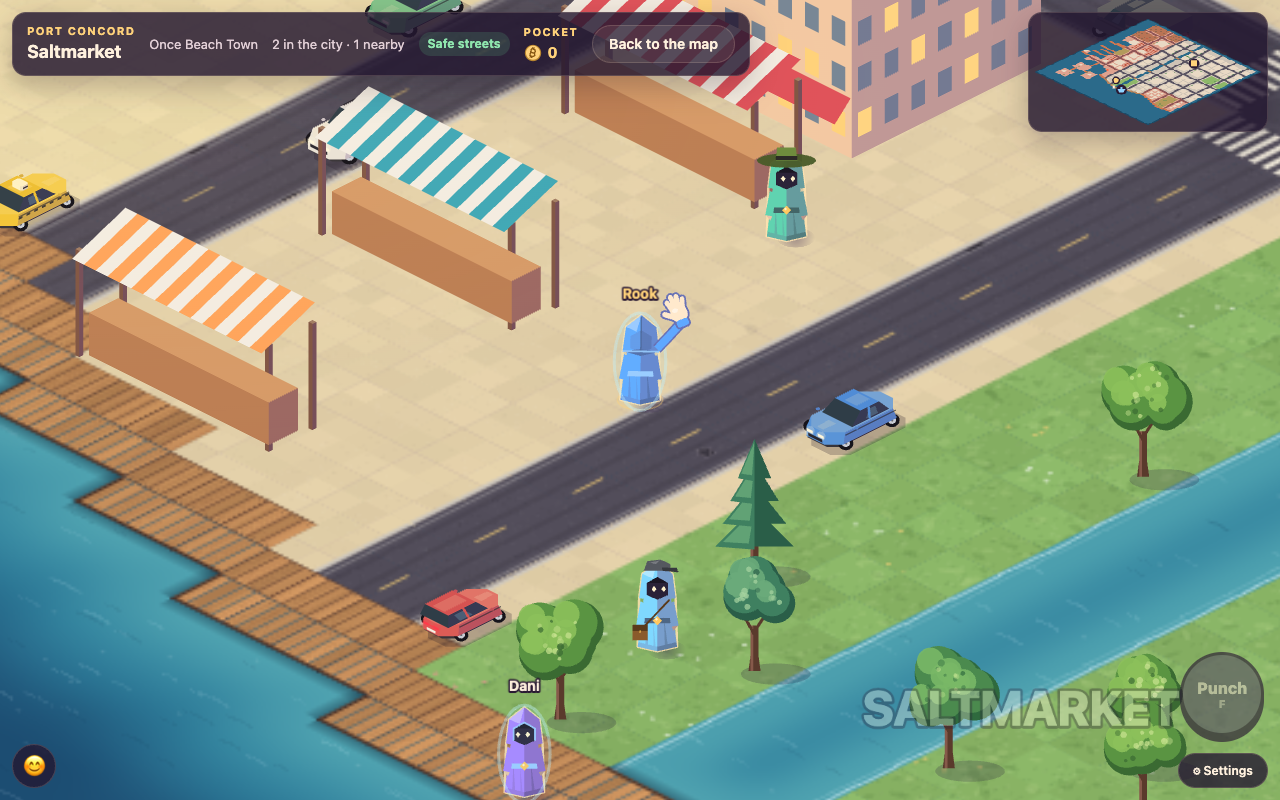 PORT CONCORD
Saltmarket
Once Beach Town
2 in the city · 1 nearby
Safe streets
POCKET
0
Back to the map
Rook
Dani
SALTMARKET
Punch
F
Settings